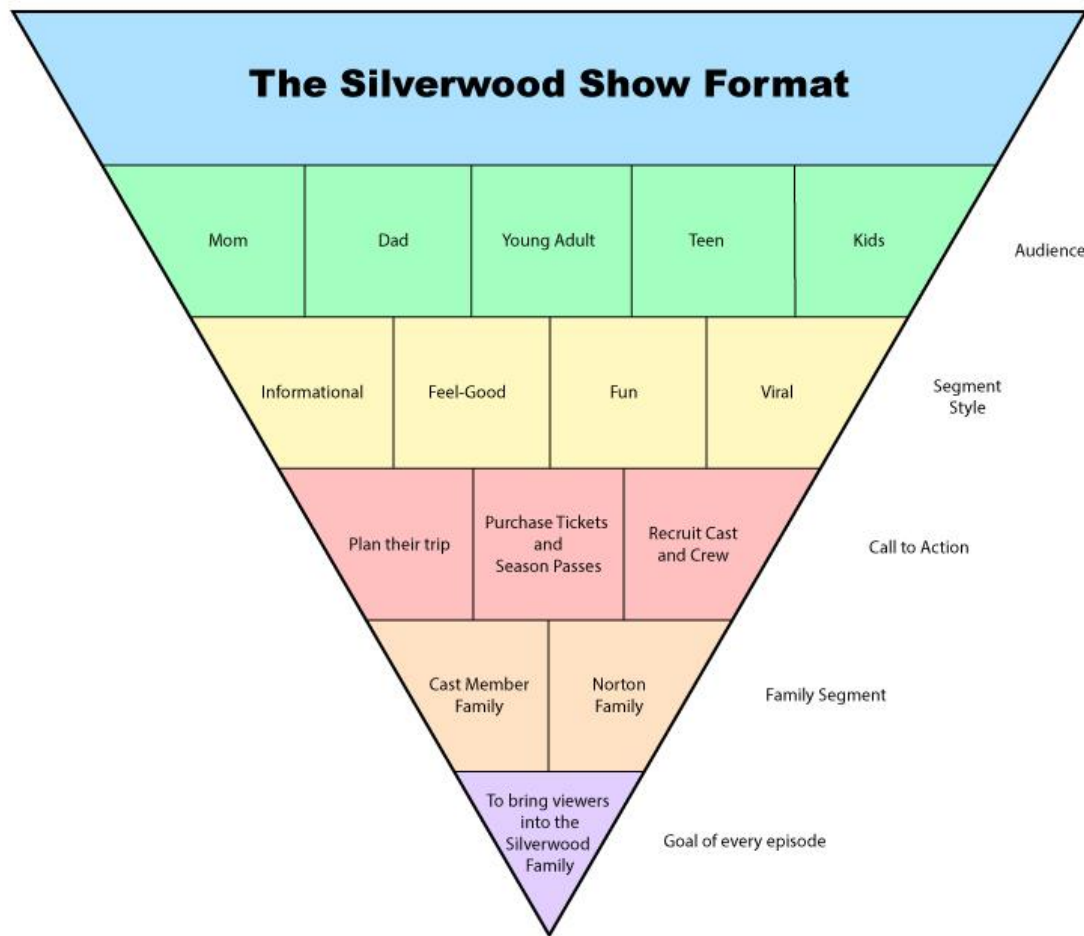 The Silverwood Show Format
Mom
Dad
Young Adult
Teen
Kids
Audience
Informational
Feel-Good
Fun
Viral
Segment
Style
Plan their trip
Purchase Tickets
and
Season Passes
Recruit Cast
and Crew
Call to Action
Cast Member
Family
Norton
Family
Family Segment
To bring viewers
into the
Silverwood
Family
Goal of every episode